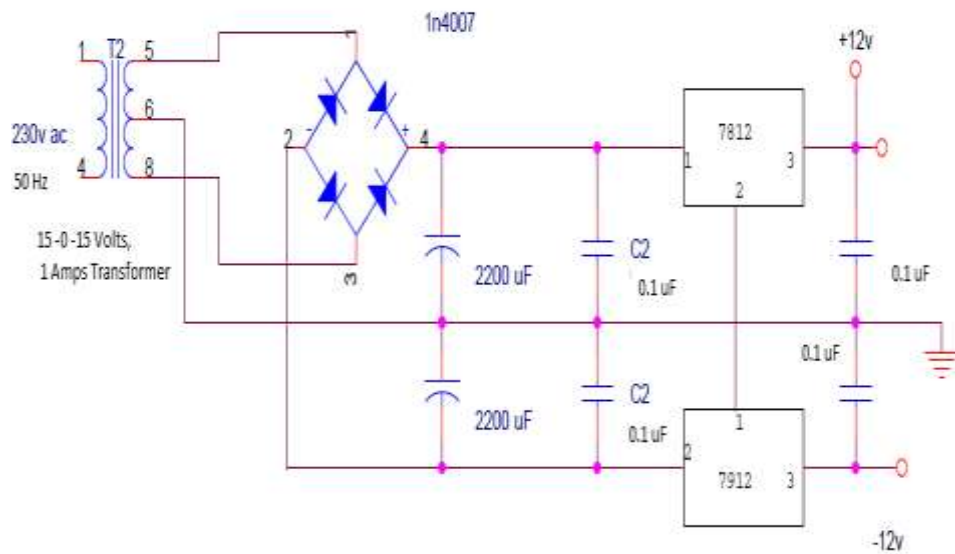 1n4007
+12v
1
T2
5
1
6
2
-
+
4
7812
1
3
2
230v ac
4
8
50 Hz
15 -0 -15 Volts,
1 Amps Transformer
3
2200 uF
C2
0.1 uF
0.1 uF
0.1 uF
2200 uF
C2
0.1 uF
1
2
7912
3
-12v